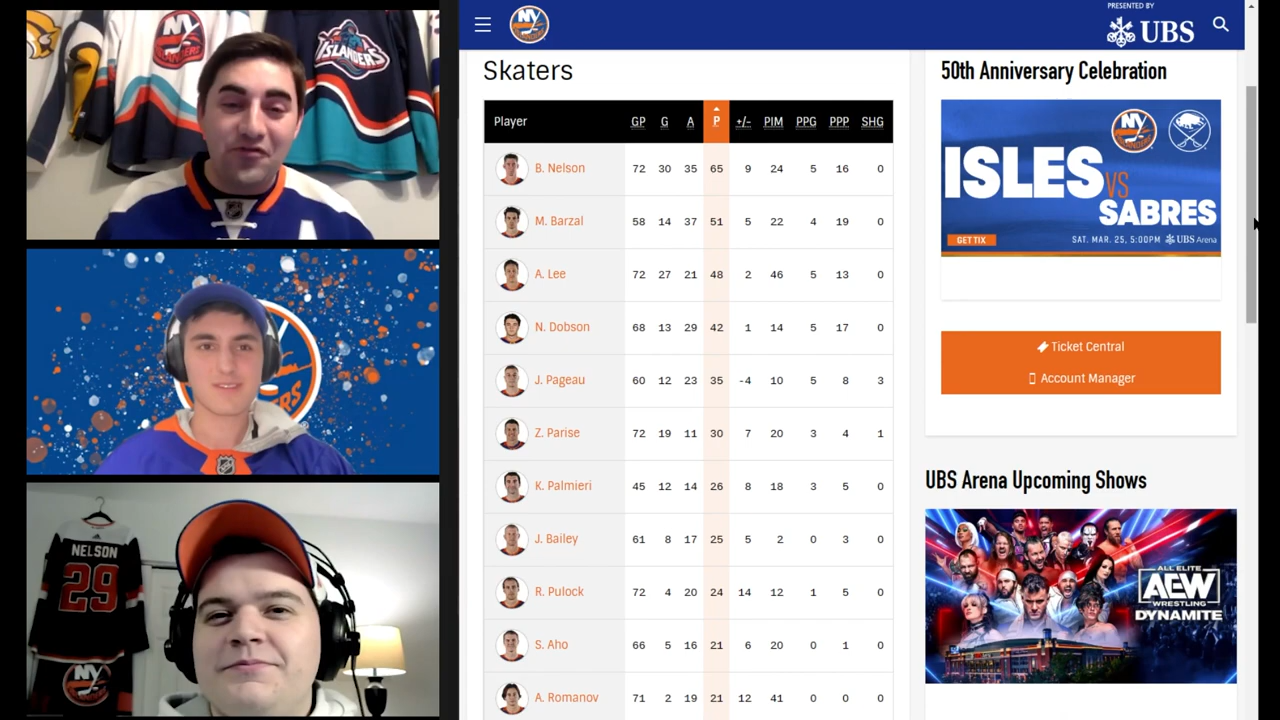 ISLANDERS
NELSON
29
NY
PRESENTED BY
UBS
Skaters
Player GP G A P +/- PIM PPG PPP SHG
B. Nelson 72 30 35 65 9 24 5 16 0
M. Barzal 58 14 37 51 5 22 4 19 0
A. Lee 72 27 21 48 2 46 5 13 0
N. Dobson 68 13 29 42 1 14 5 17 0
J. Pageau 60 12 23 35 -4 10 5 8 3
Z. Parise 72 19 11 30 7 20 3 4 1
K. Palmieri 45 12 14 26 8 18 3 5 0
J. Bailey 61 8 17 25 5 2 0 3 0
R. Pulock 72 4 20 24 14 12 1 5 0
S. Aho 66 5 16 21 6 20 0 1 0
A. Romanov 71 2 19 21 12 41 0 0 0
50th Anniversary Celebration
ISLES VS
SABRES
GET TIX
SAT. MAR. 25, 5:00PM UBS Arena
Ticket Central
Account Manager
UBS Arena Upcoming Shows
ALL ELITE
AEW
WRESTLING
DYNAMITE